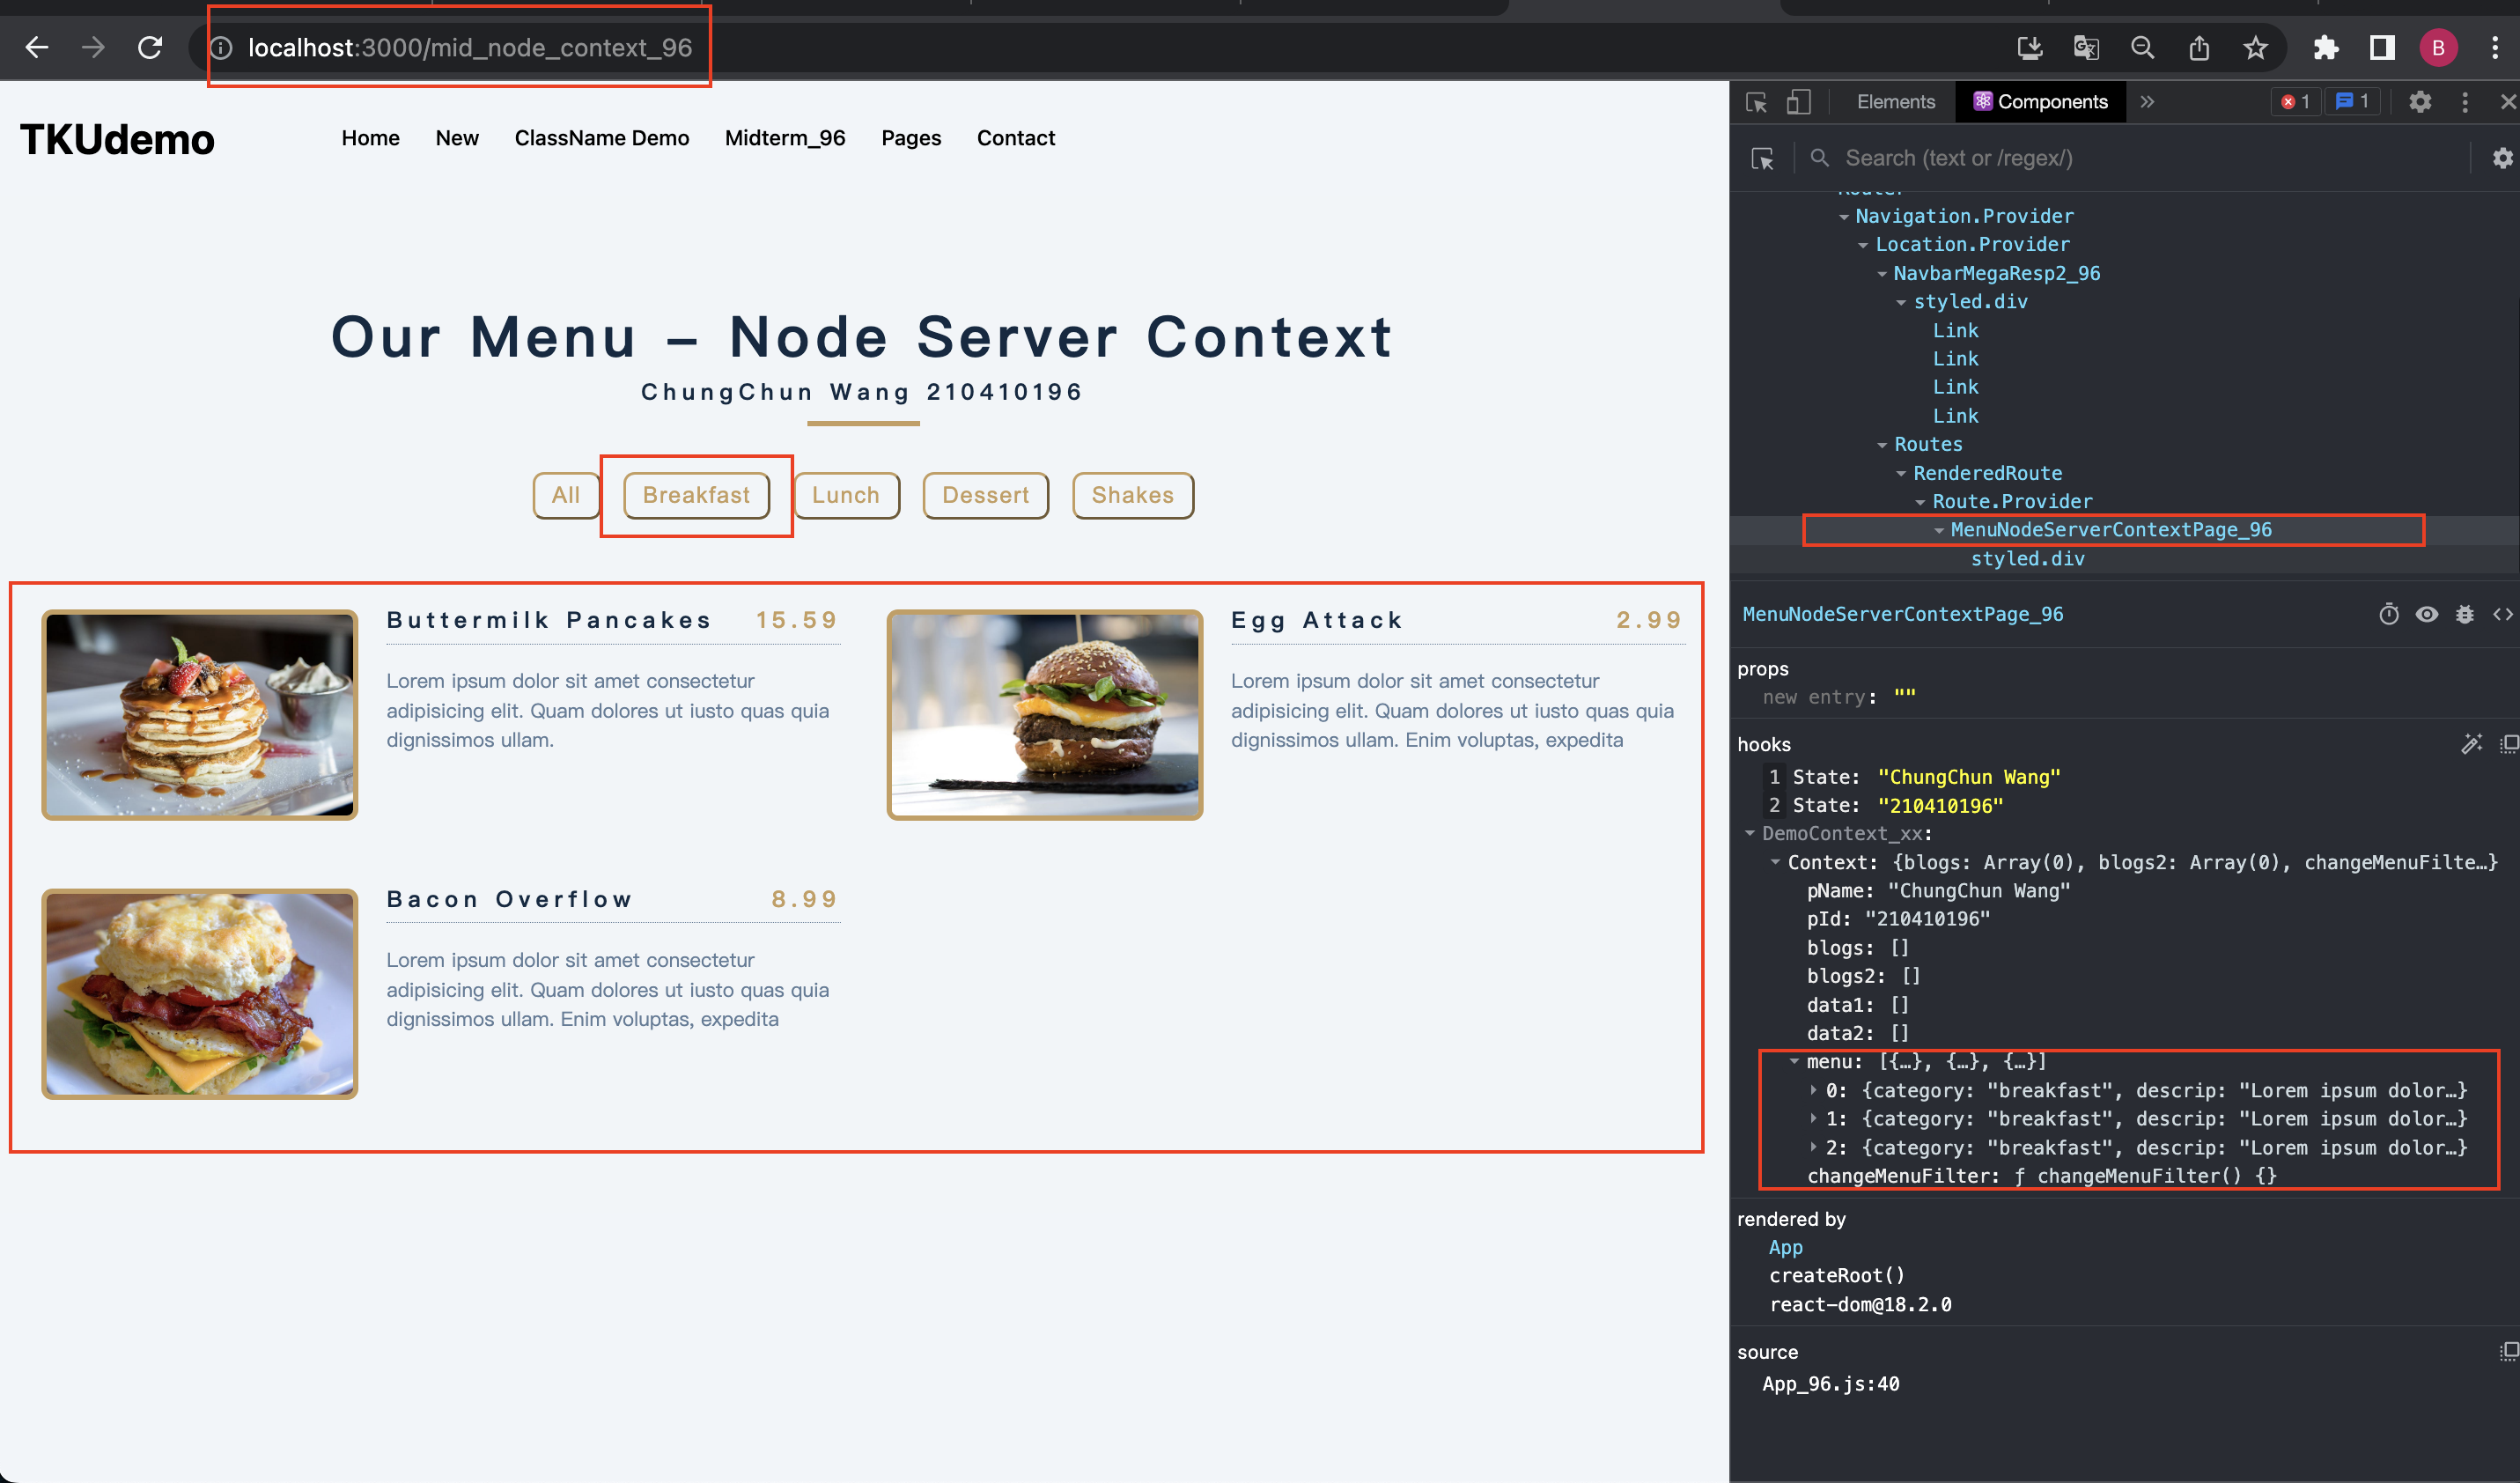 localhost:3000/mid_node_context_96
B
TKUdemo
Home New ClassName Demo Midterm_96 Pages Contact
Our Menu – Node Server Context
ChungChun Wang 210410196
All Breakfast Lunch Dessert Shakes
Buttermilk Pancakes 15.59
Lorem ipsum dolor sit amet consectetur
adipisicing elit. Quam dolores ut iusto quas quia
dignissimos ullam.
Egg Attack 2.99
Lorem ipsum dolor sit amet consectetur
adipisicing elit. Quam dolores ut iusto quas quia
dignissimos ullam. Enim voluptas, expedita
Bacon Overflow 8.99
Lorem ipsum dolor sit amet consectetur
adipisicing elit. Quam dolores ut iusto quas quia
dignissimos ullam. Enim voluptas, expedita
Elements Components 1 1
Search (text or /regex/)
Router
Navigation.Provider
Location.Provider
NavbarMegaResp2_96
styled.div
Link
Link
Link
Link
Routes
RenderedRoute
Route.Provider
MenuNodeServerContextPage_96
styled.div
MenuNodeServerContextPage_96
props
new entry: ""
hooks
1 State: "ChungChun Wang"
2 State: "210410196"
DemoContext_xx:
Context: {blogs: Array(0), blogs2: Array(0), changeMenuFilte…}
pName: "ChungChun Wang"
pId: "210410196"
blogs: []
blogs2: []
data1: []
data2: []
menu: [{…}, {…}, {…}]
0: {category: "breakfast", descrip: "Lorem ipsum dolor…}
1: {category: "breakfast", descrip: "Lorem ipsum dolor…}
2: {category: "breakfast", descrip: "Lorem ipsum dolor…}
changeMenuFilter: ƒ changeMenuFilter() {}
rendered by
App
createRoot()
react-dom@18.2.0
source
App_96.js:40